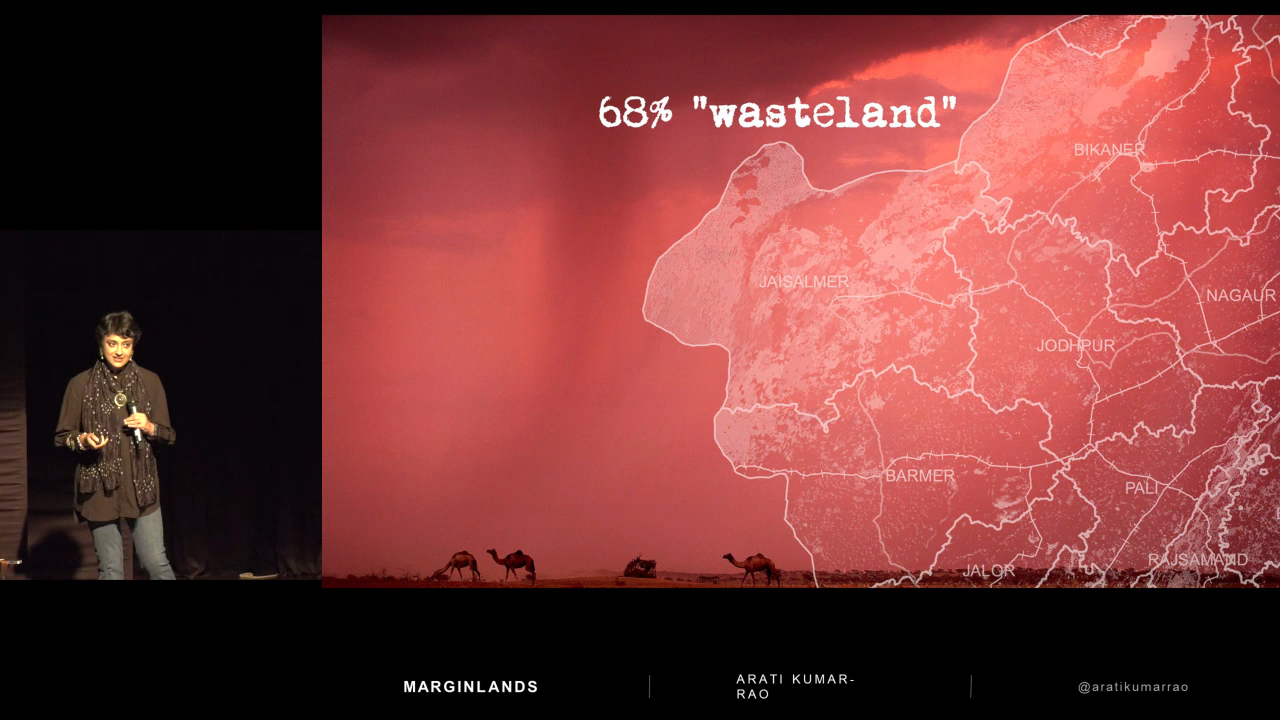 68% "wasteland"
BIKANER
JAISALMER
NAGAUR
JODHPUR
BARMER
PALI
RAJSAMAND
JALOR
MARGINLANDS
ARATI KUMAR-
RAO
@aratikumarrao